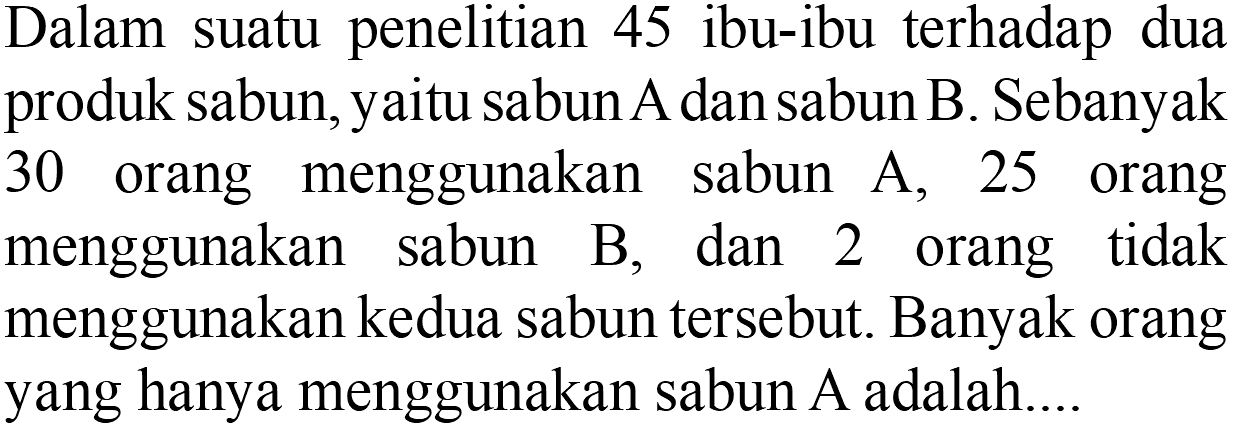 Dalam suatu penelitian 45 ibu-ibu terhadap dua
produk sabun, yaitu sabun A dan sabun B. Sebanyak
30 orang menggunakan sabun A, 25 orang
menggunakan sabun B, dan 2 orang tidak
menggunakan kedua sabun tersebut. Banyak orang
yang hanya menggunakan sabun A adalah....